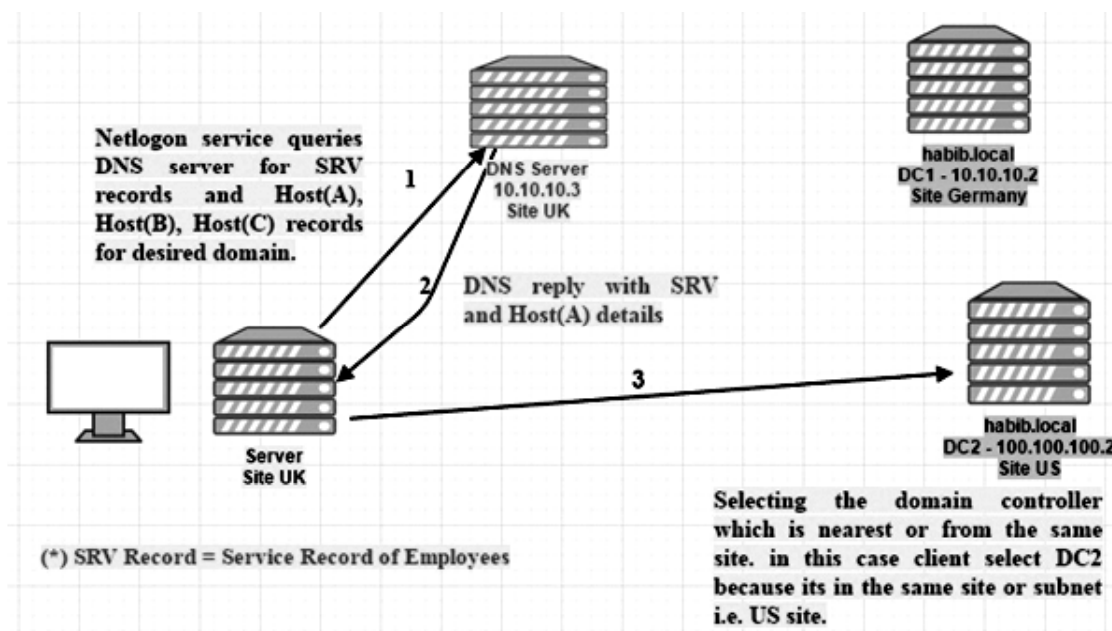 Netlogon service queries
DNS server for SRV
records and Host(A),
Host(B), Host(C) records
for desired domain.
1
DNS Server
10.10.10.3
Site UK
habib.local
DC1 - 10.10.10.2
Site Germany
2
DNS reply with SRV
and Host(A) details
3
Server
Site UK
habib.local
DC2 - 100.100.100.2
Site US
Selecting the domain controller
which is nearest or from the same
site. in this case client select DC2
because its in the same site or subnet
i.e. US site.
(*) SRV Record = Service Record of Employees